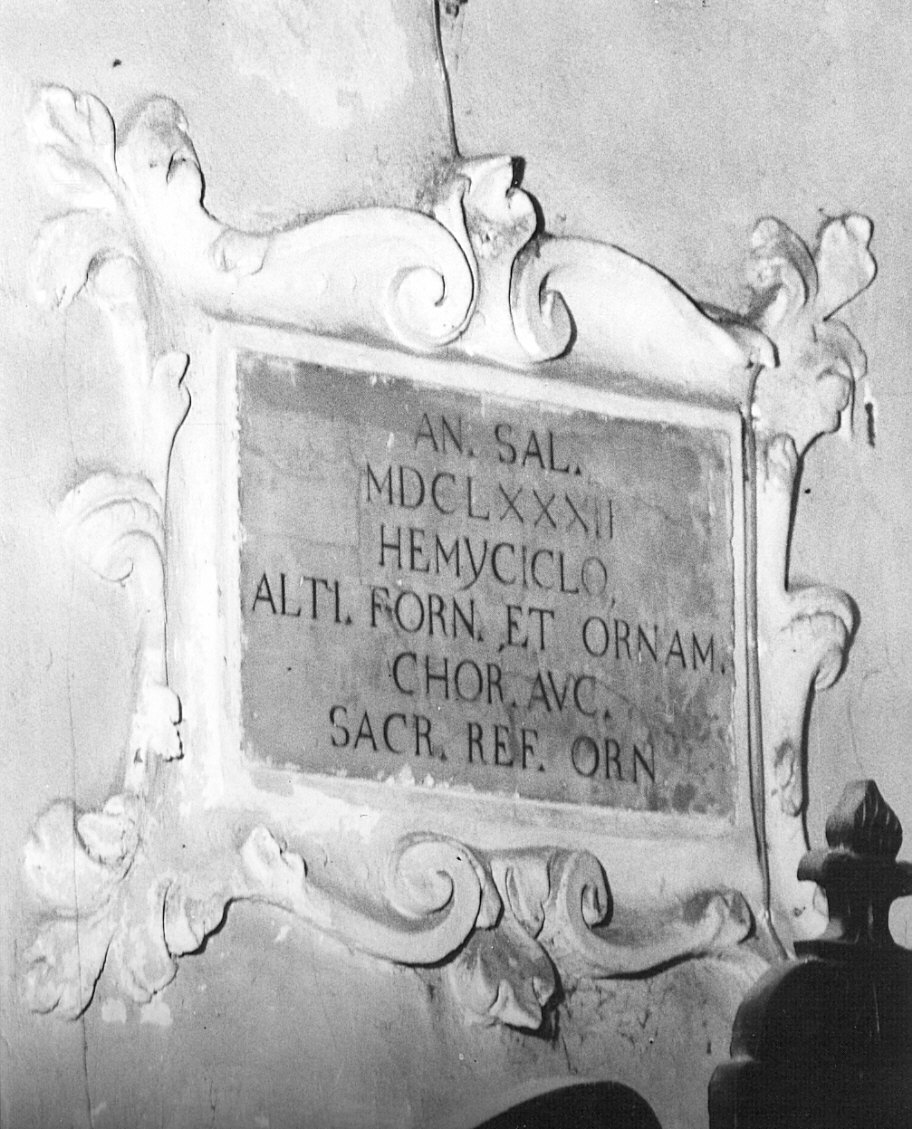 AN. SAL.
MDCLXXXII
HEMYCICLO,
ALTI. FORN. ET ORNAM.
CHOR. AVC.
SACR. REF. ORN